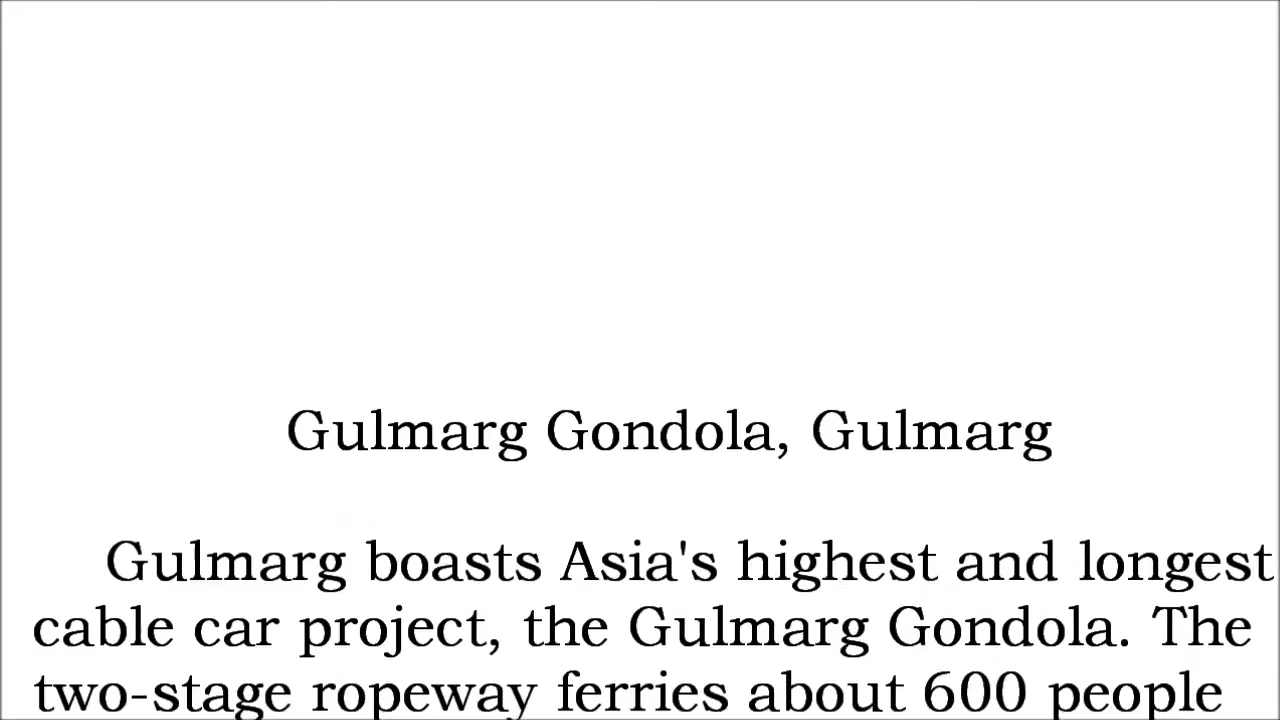 Gulmarg Gondola, Gulmarg
Gulmarg boasts Asia's highest and longest
cable car project, the Gulmarg Gondola. The
two-stage ropeway ferries about 600 people